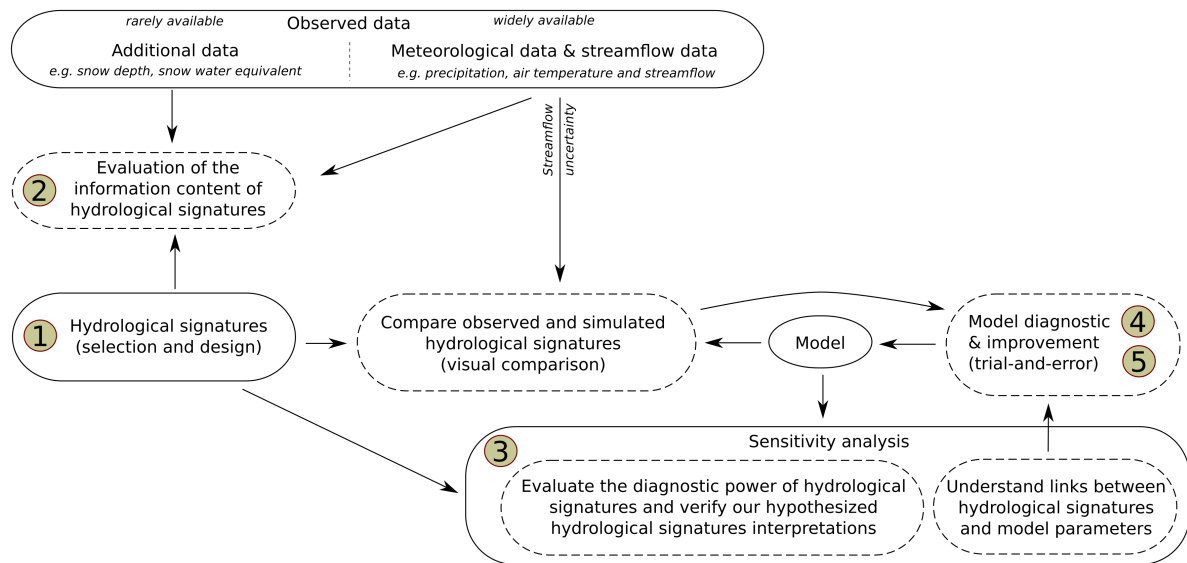 Observed data
rarely available
widely available
Additional data
e.g. snow depth, snow water equivalent
Meteorological data & streamflow data
e.g. precipitation, air temperature and streamflow
Streamflow
uncertainty
2
Evaluation of the
information content of
hydrological signatures
1
Hydrological signatures
(selection and design)
Compare observed and simulated
hydrological signatures
(visual comparison)
Model
Model diagnostic
& improvement
(trial-and-error)
4
5
3
Sensitivity analysis
Evaluate the diagnostic power of hydrological
signatures and verify our hypothesized
hydrological signatures interpretations
Understand links between
hydrological signatures
and model parameters